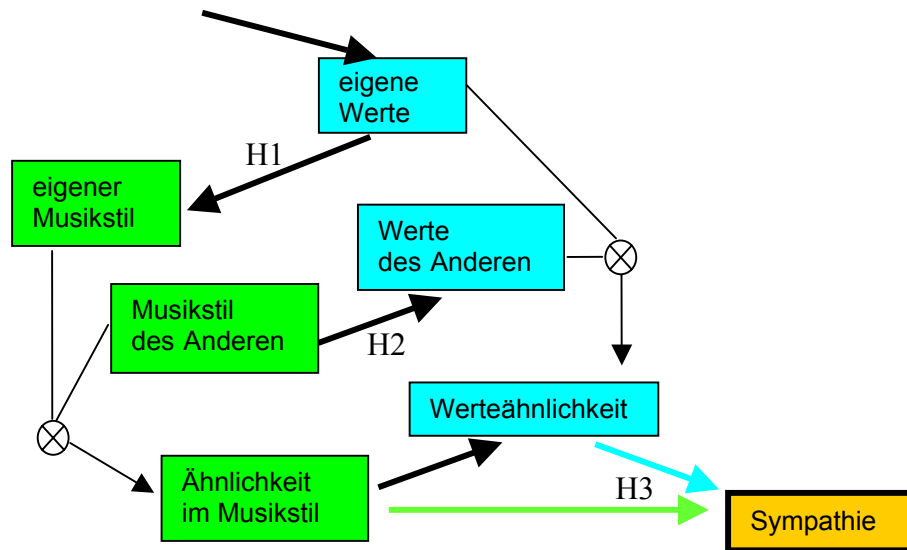 eigene
Werte
H1
eigener
Musikstil
Werte
des Anderen
Musikstil
des Anderen
H2
Werteähnlichkeit
Ähnlichkeit
im Musikstil
H3
Sympathie